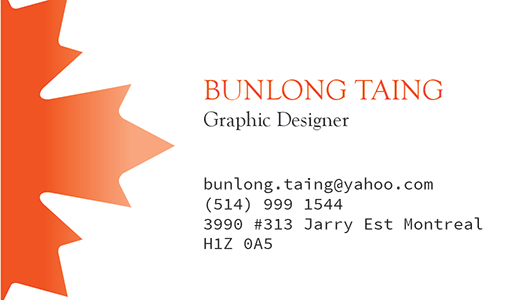 BUNLONG TAING
Graphic Designer
bunlong.taing@yahoo.com
(514) 999 1544
3990 #313 Jarry Est Montreal
H1Z 0A5